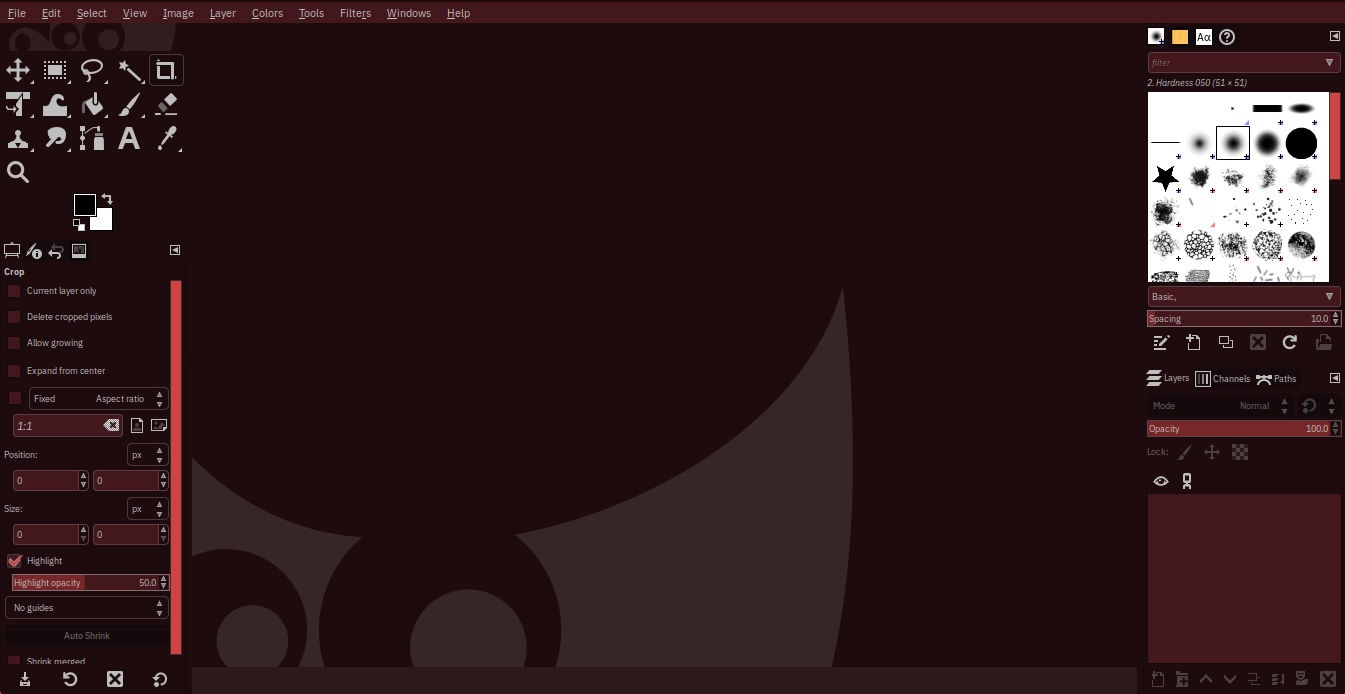 File Edit Select View Image Layer Colors Tools Filters Windows Help
Crop
Current layer only
Delete cropped pixels
Allow growing
Expand from center
Fixed Aspect ratio
1:1
Position: px
0 0
Size: px
0 0
Highlight
Highlight opacity 50.0
No guides
Auto Shrink
Shrink merged
Aα
filter
2. Hardness 050 (51 × 51)
Basic,
Spacing 10.0
Layers Channels Paths
Mode Normal
Opacity 100.0
Lock: